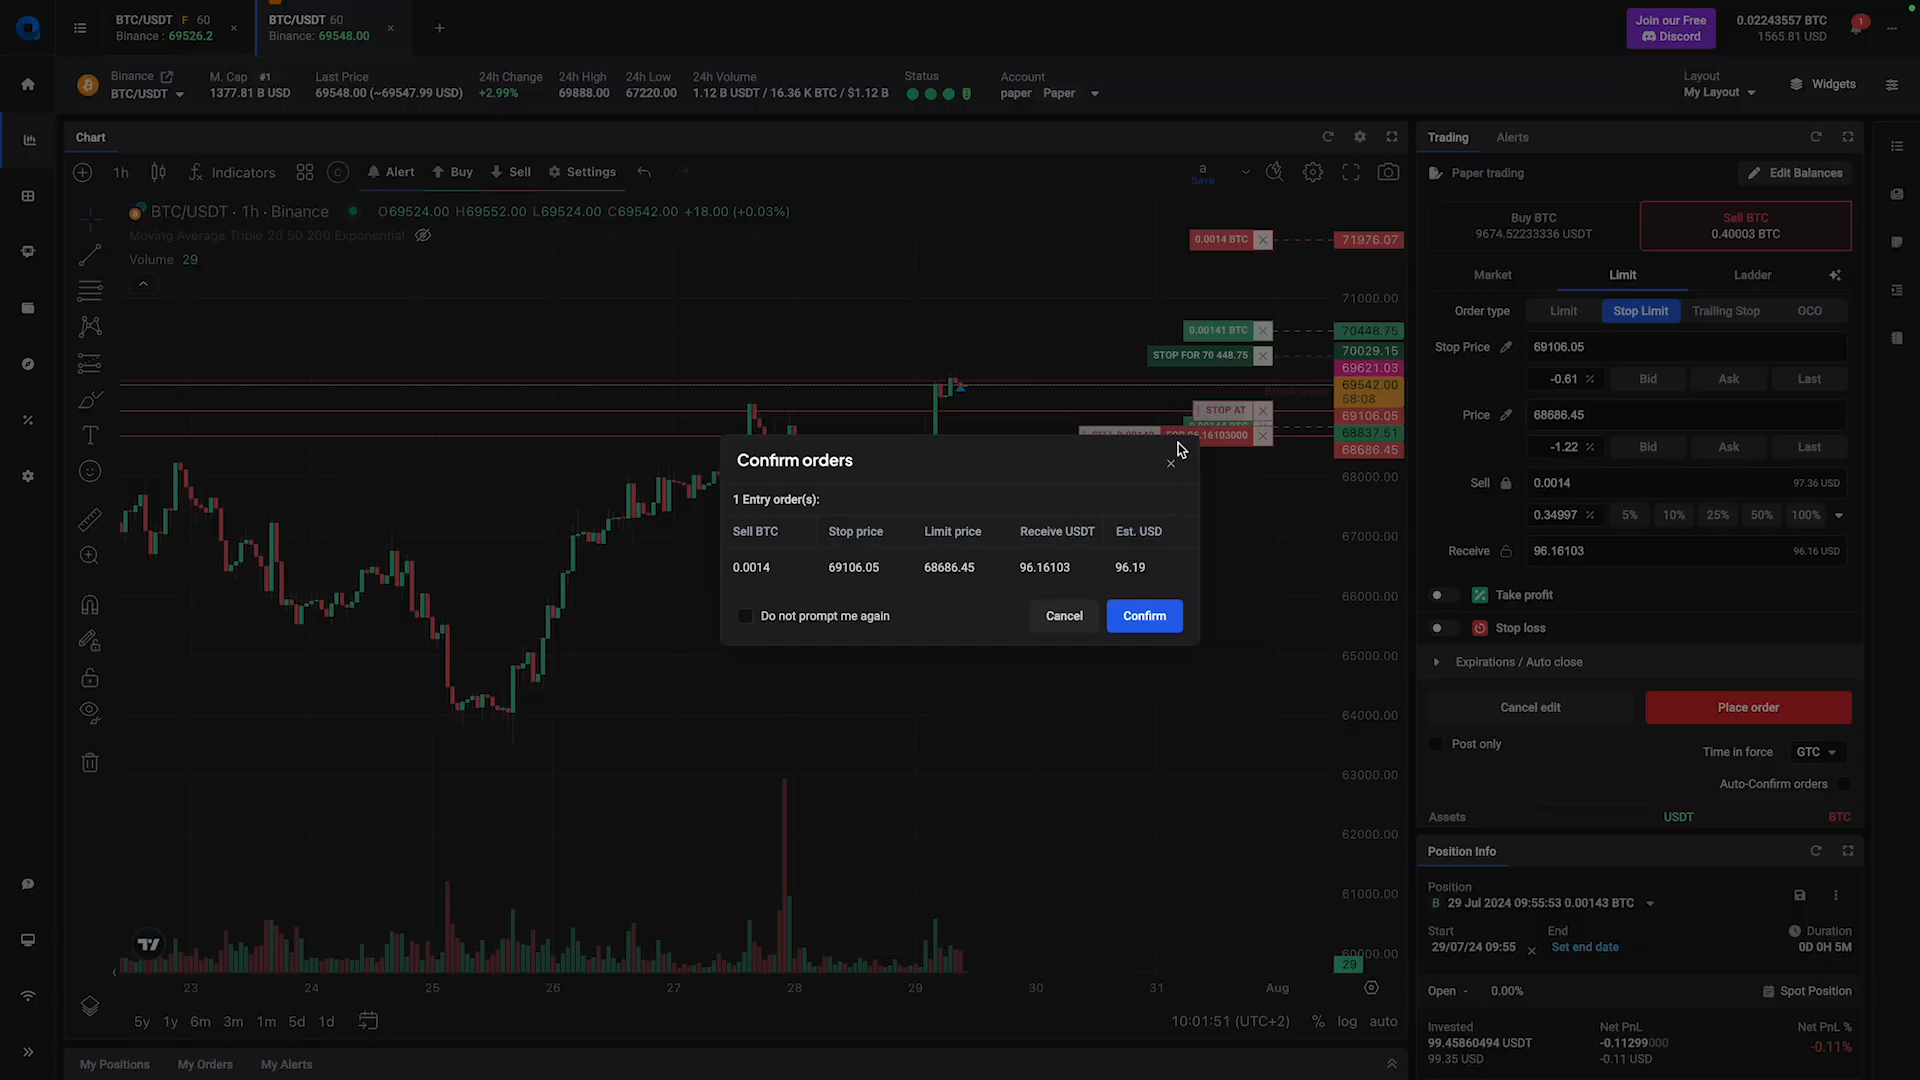 BTC/USDT F 60
Binance : 69526.2
BTC/USDT 60
Binance: 69548.00
Join our Free
Discord
0.02243557 BTC
1565.81 USD
1
Binance
BTC/USDT
M. Cap #1
1377.81 B USD
Last Price
69548.00 (~69547.99 USD)
24h Change
+2.99%
24h High
69888.00
24h Low
67220.00
24h Volume
1.12 B USDT / 16.36 K BTC / $1.12 B
Status
Account
paper Paper
Layout
My Layout
Widgets
Chart
1h
Indicators
C
Alert
Buy
Sell
Settings
a
Save
BTC/USDT · 1h · Binance
O69524.00 H69552.00 L69524.00 C69542.00 +18.00 (+0.03%)
Moving Average Triple 20 50 200 Exponential
Volume 29
0.0014 BTC
71976.07
71000.00
0.00141 BTC
70448.75
STOP FOR 70 448.75
70029.15
69621.03
69542.00
58:08
STOP AT
69106.05
68837.51
68686.45
68000.00
67000.00
66000.00
65000.00
64000.00
63000.00
62000.00
61000.00
60000.00
29
23 24 25 26 27 28 29 30 31 Aug
5y 1y 6m 3m 1m 5d 1d
10:01:51 (UTC+2) % log auto
My Positions
My Orders
My Alerts
Confirm orders
1 Entry order(s):
Sell BTC Stop price Limit price Receive USDT Est. USD
0.0014 69106.05 68686.45 96.16103 96.19
Do not prompt me again
Cancel
Confirm
Trading
Alerts
Paper trading
Edit Balances
Buy BTC
9674.52233336 USDT
Sell BTC
0.40003 BTC
Market
Limit
Ladder
Order type
Limit
Stop Limit
Trailing Stop
OCO
Stop Price
69106.05
-0.61 %
Bid
Ask
Last
Price
68686.45
-1.22 %
Bid
Ask
Last
Sell
0.0014
97.36 USD
0.34997 %
5%
10%
25%
50%
100%
Receive
96.16103
96.16 USD
Take profit
Stop loss
Expirations / Auto close
Cancel edit
Place order
Post only
Time in force
GTC
Auto-Confirm orders
Assets
USDT
BTC
Position Info
Position
B 29 Jul 2024 09:55:53 0.00143 BTC
Start
29/07/24 09:55
End
Set end date
Duration
0D 0H 5M
Open - 0.00%
Spot Position
Invested
99.45860494 USDT
99.35 USD
Net PnL
-0.11299000
-0.11 USD
Net PnL %
-0.11%